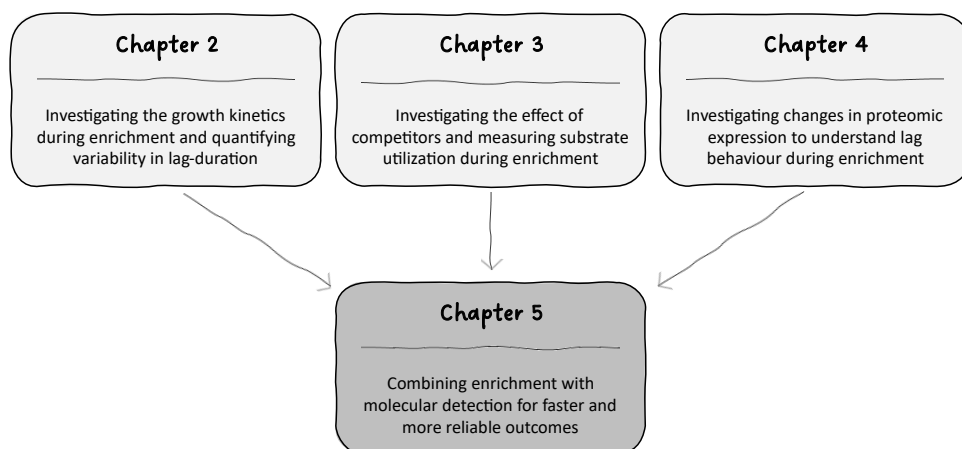 Chapter 2
Investigating the growth kinetics
during enrichment and quantifying
variability in lag-duration
Chapter 3
Investigating the effect of
competitors and measuring substrate
utilization during enrichment
Chapter 4
Investigating changes in proteomic
expression to understand lag
behaviour during enrichment
Chapter 5
Combining enrichment with
molecular detection for faster and
more reliable outcomes